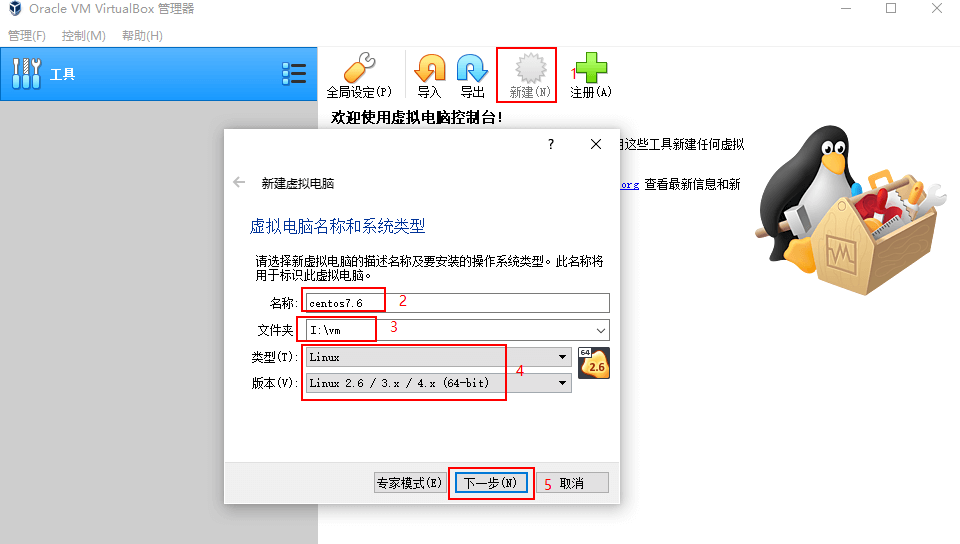 Oracle VM VirtualBox 管理器
管理(F) 控制(M) 帮助(H)
工具
全局设定(P) 导入 导出 新建(N) 1 注册(A)
欢迎使用虚拟电脑控制台!
用这些工具新建任何虚拟
org 查看最新信息和新
?
新建虚拟电脑
虚拟电脑名称和系统类型
请选择新虚拟电脑的描述名称及要安装的操作系统类型。此名称将
用于标识此虚拟电脑。
名称: centos7.6 2
文件夹 I:\vm 3
类型(T): Linux
64
2.6
版本(V): Linux 2.6 / 3.x / 4.x (64-bit) 4
专家模式(E) 下一步(N) 5 取消